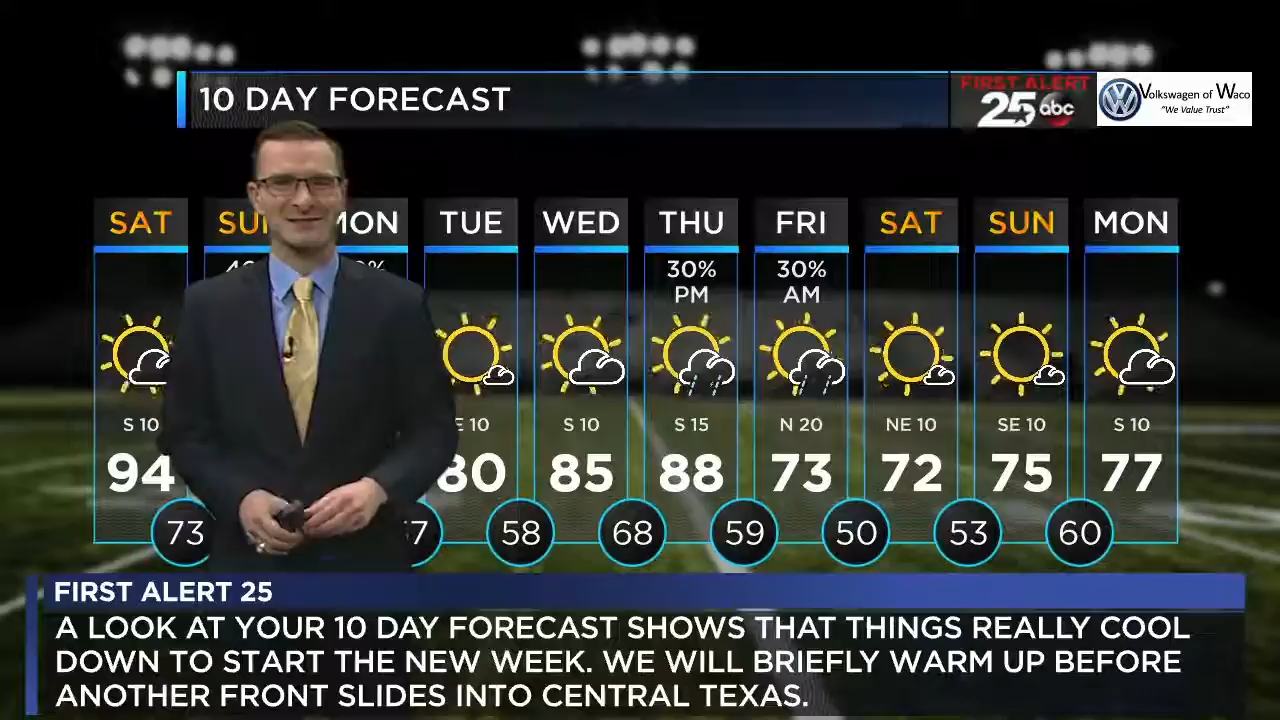 10 DAY FORECAST
FIRST ALERT
25 abc
Volkswagen of Waco
"We Value Trust"
SAT MON TUE WED THU FRI SAT SUN MON
30% 30%
PM AM
S 10 E 10 S 10 S 15 N 20 NE 10 SE 10 S 10
94 80 85 88 73 72 75 77
73 58 68 59 50 53 60
FIRST ALERT 25
A LOOK AT YOUR 10 DAY FORECAST SHOWS THAT THINGS REALLY COOL
DOWN TO START THE NEW WEEK. WE WILL BRIEFLY WARM UP BEFORE
ANOTHER FRONT SLIDES INTO CENTRAL TEXAS.